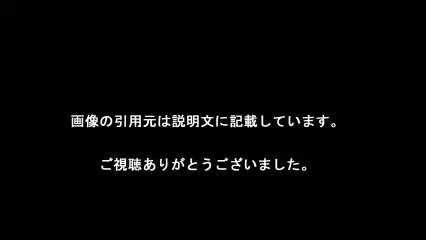 画像の引用元は説明文に記載しています。
ご視聴ありがとうございました。